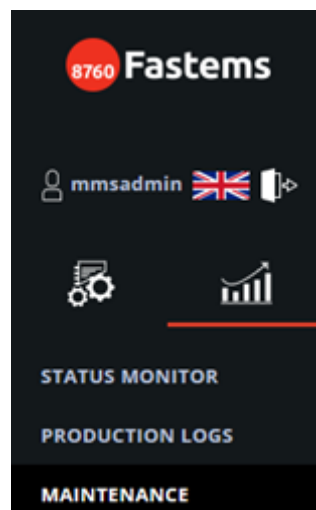 8760 Fastems
mmsadmin
STATUS MONITOR
PRODUCTION LOGS
MAINTENANCE